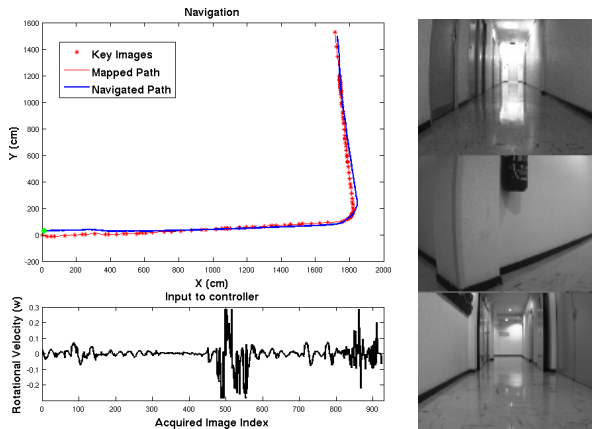 Navigation
1600
1400
1200
1000
800
600
400
200
0
-200
Y (cm)
Key Images
Mapped Path
Navigated Path
0 200 400 600 800 1000 1200 1400 1600 1800 2000
X (cm)
Input to controller
0.3
0.2
0.1
0
-0.1
-0.2
Rotational Velocity (w)
0 100 200 300 400 500 600 700 800 900
Acquired Image Index